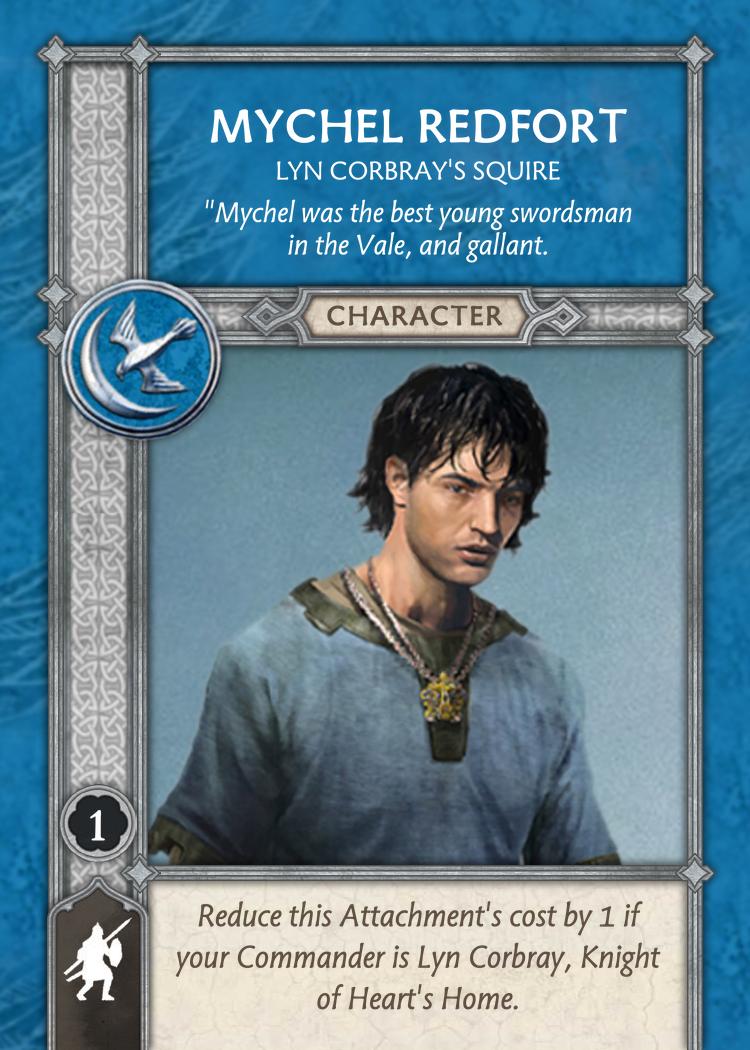 MYCHEL REDFORT
LYN CORBRAY'S SQUIRE
"Mychel was the best young swordsman
in the Vale, and gallant.
CHARACTER
1
Reduce this Attachment's cost by 1 if
your Commander is Lyn Corbray, Knight
of Heart's Home.